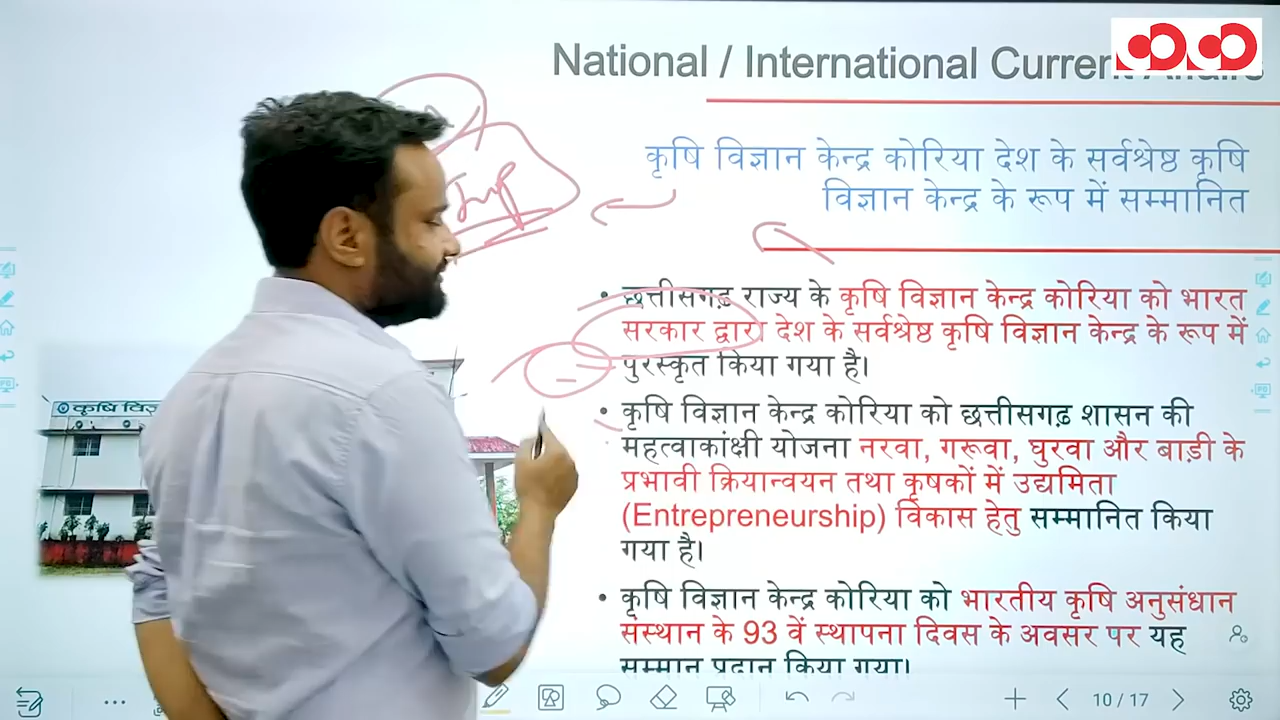 National / International Current Affairs
कृषि विज्ञान केन्द्र कोरिया देश के सर्वश्रेष्ठ कृषि
विज्ञान केन्द्र के रूप में सम्मानित
Imp
• छत्तीसगढ़ राज्य के कृषि विज्ञान केन्द्र कोरिया को भारत
सरकार द्वारा देश के सर्वश्रेष्ठ कृषि विज्ञान केन्द्र के रूप में
पुरस्कृत किया गया है।
• कृषि विज्ञान केन्द्र कोरिया को छत्तीसगढ़ शासन की
महत्वाकांक्षी योजना नरवा, गरूवा, घुरवा और बाड़ी के
प्रभावी क्रियान्वयन तथा कृषकों में उद्यमिता
(Entrepreneurship) विकास हेतु सम्मानित किया
गया है।
• कृषि विज्ञान केन्द्र कोरिया को भारतीय कृषि अनुसंधान
संस्थान के 93 वें स्थापना दिवस के अवसर पर यह
सम्मान प्रदान किया गया।
कृषि
10 / 17